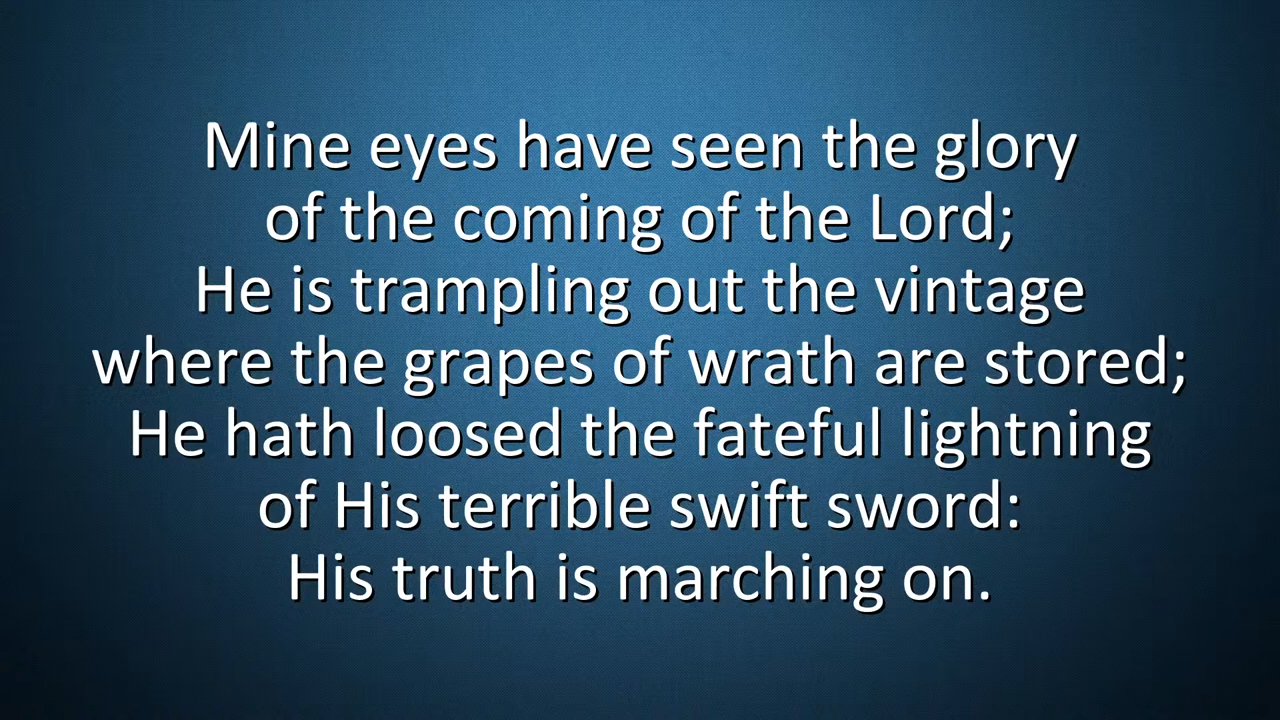 Mine eyes have seen the glory
of the coming of the Lord;
He is trampling out the vintage
where the grapes of wrath are stored;
He hath loosed the fateful lightning
of His terrible swift sword:
His truth is marching on.